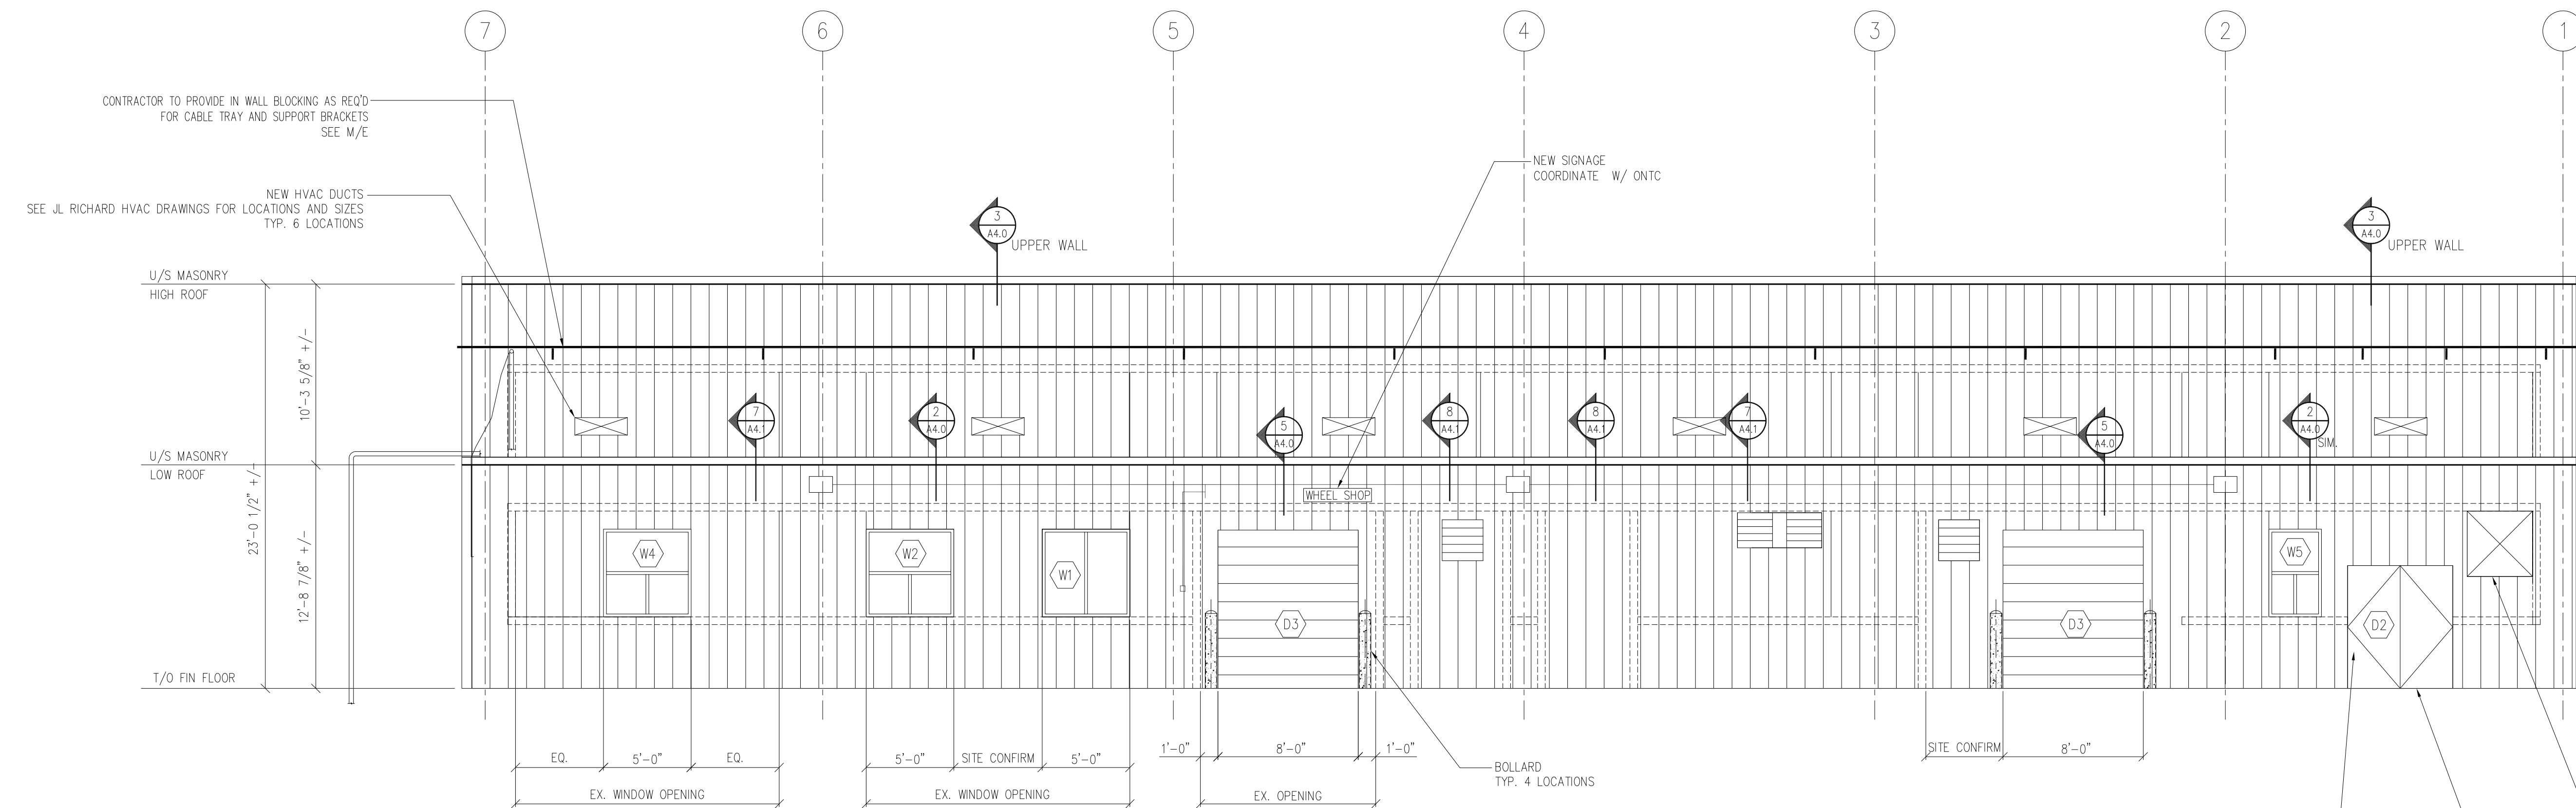 7
6
5
4
3
2
1
CONTRACTOR TO PROVIDE IN WALL BLOCKING AS REQ'D
FOR CABLE TRAY AND SUPPORT BRACKETS
SEE M/E
NEW SIGNAGE
COORDINATE W/ ONTC
NEW HVAC DUCTS
SEE JL RICHARD HVAC DRAWINGS FOR LOCATIONS AND SIZES
TYP. 6 LOCATIONS
3
A4.0
UPPER WALL
3
A4.0
UPPER WALL
U/S MASONRY
HIGH ROOF
10'-3 5/8" +/-
7
A4.1
2
A4.0
5
A4.0
8
A4.1
8
A4.1
7
A4.1
5
A4.0
2
A4.0
SIM.
U/S MASONRY
LOW ROOF
23'-0 1/2" +/-
12'-8 7/8" +/-
WHEEL SHOP
W4
W2
W1
D3
D3
W5
D2
T/O FIN FLOOR
EQ.
5'-0"
EQ.
5'-0"
SITE CONFIRM
5'-0"
1'-0"
8'-0"
1'-0"
SITE CONFIRM
8'-0"
BOLLARD
TYP. 4 LOCATIONS
EX. WINDOW OPENING
EX. WINDOW OPENING
EX. OPENING